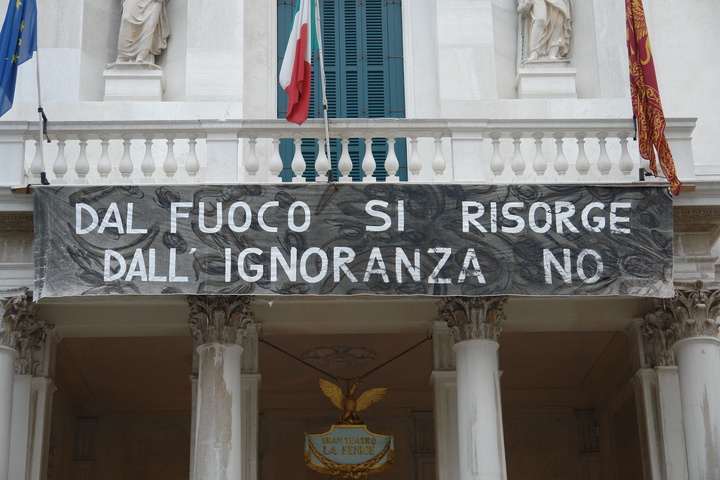 DAL FUOCO SI RISORGE
DALL' IGNORANZA NO
GRAN TEATRO
LA FENICE